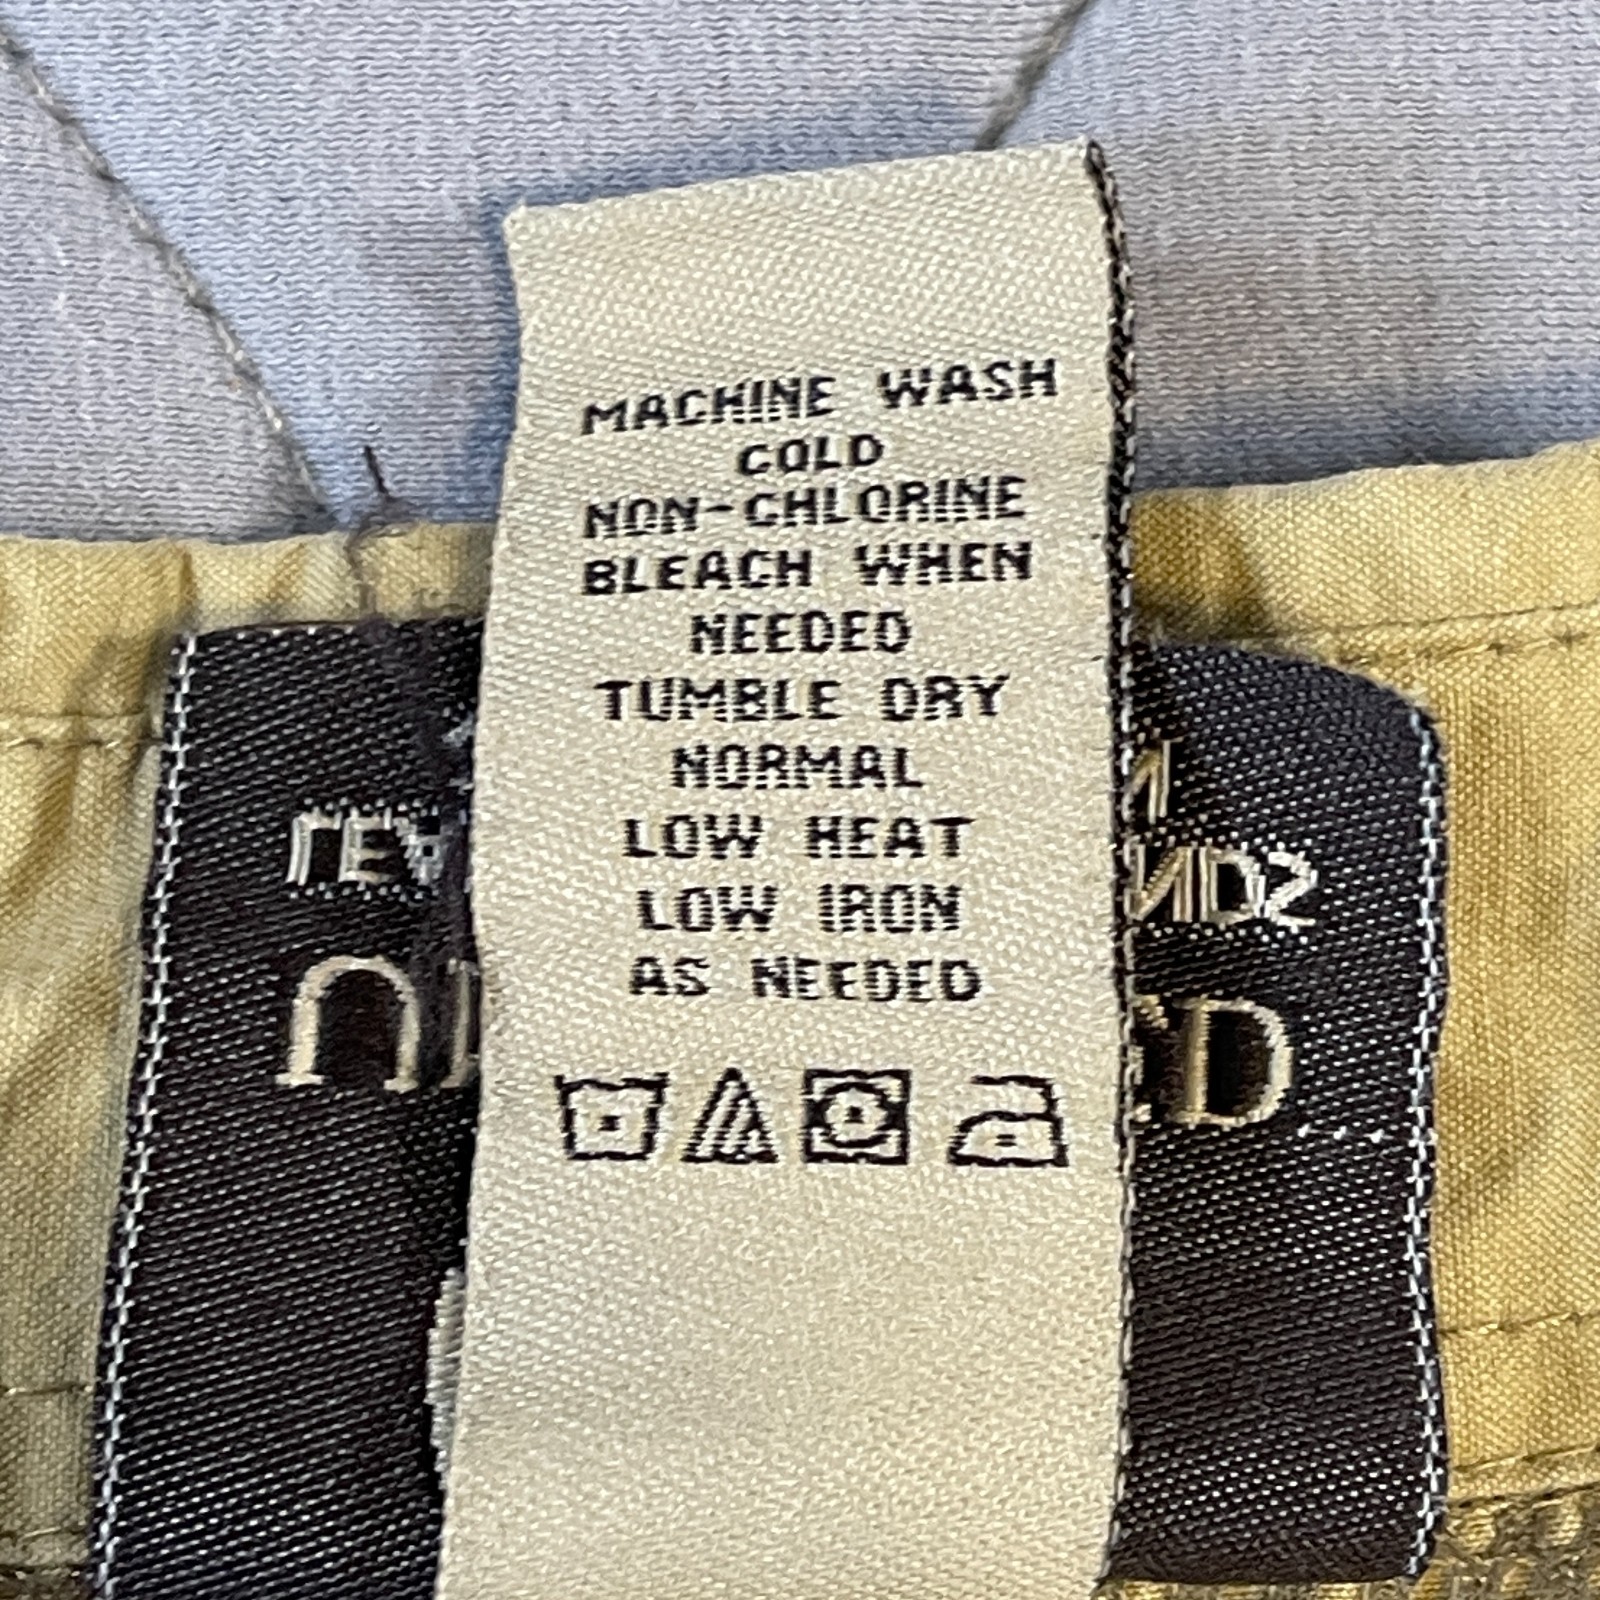 MACHINE WASH
COLD
NON-CHLORINE
BLEACH WHEN
NEEDED
TUMBLE DRY
NORMAL
LOW HEAT
LOW IRON
AS NEEDED